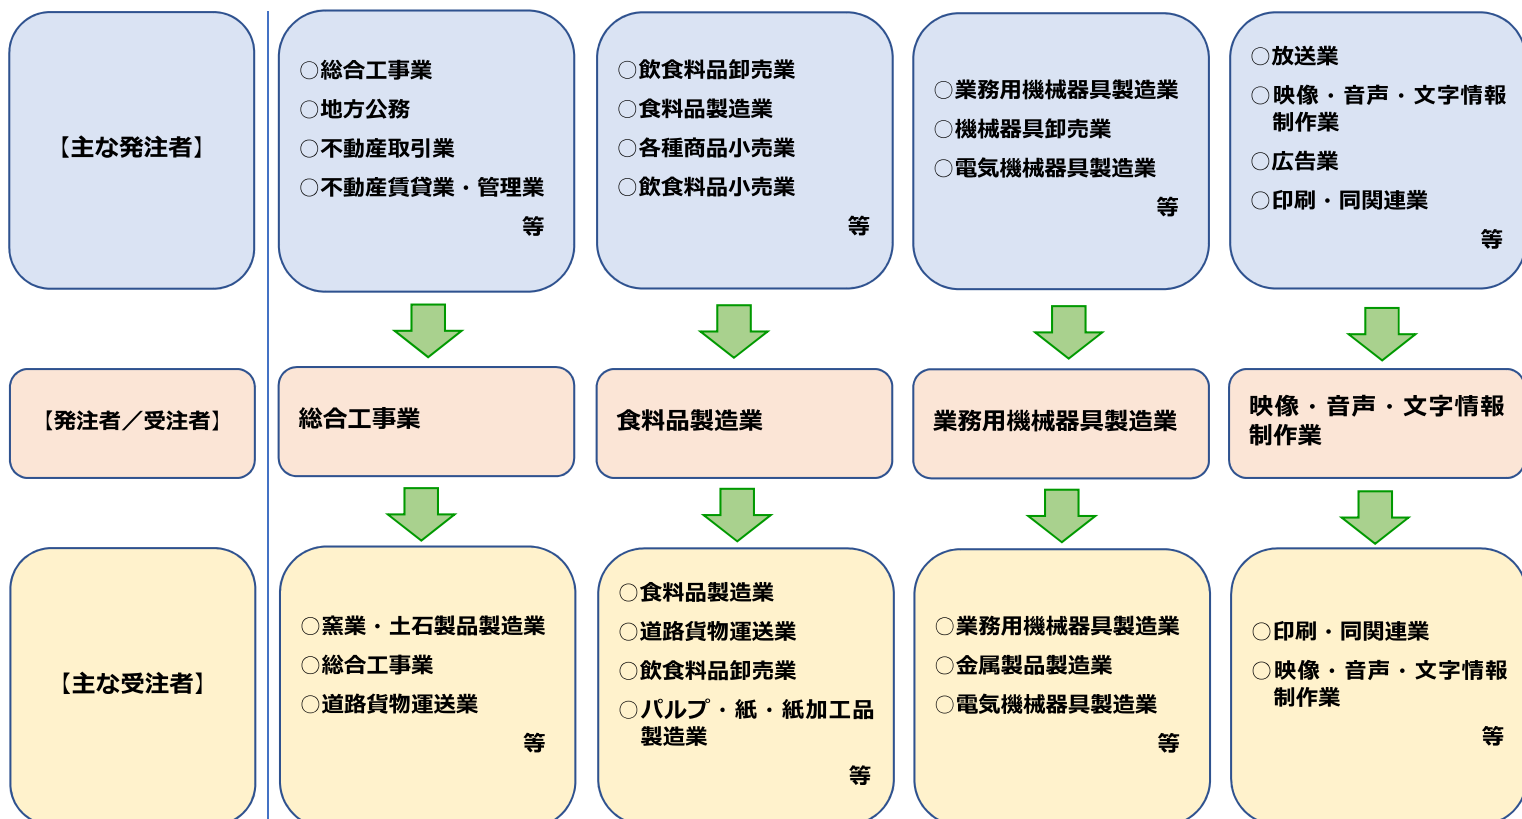 【主な発注者】
○総合工事業
○地方公務
○不動産取引業
○不動産賃貸業・管理業
等
○飲食料品卸売業
○食料品製造業
○各種商品小売業
○飲食料品小売業
等
○業務用機械器具製造業
○機械器具卸売業
○電気機械器具製造業
等
○放送業
○映像・音声・文字情報
制作業
○広告業
○印刷・同関連業
等
【発注者／受注者】
総合工事業
食料品製造業
業務用機械器具製造業
映像・音声・文字情報
制作業
【主な受注者】
○窯業・土石製品製造業
○総合工事業
○道路貨物運送業
等
○食料品製造業
○道路貨物運送業
○飲食料品卸売業
○パルプ・紙・紙加工品
製造業
等
○業務用機械器具製造業
○金属製品製造業
○電気機械器具製造業
等
○印刷・同関連業
○映像・音声・文字情報
制作業
等